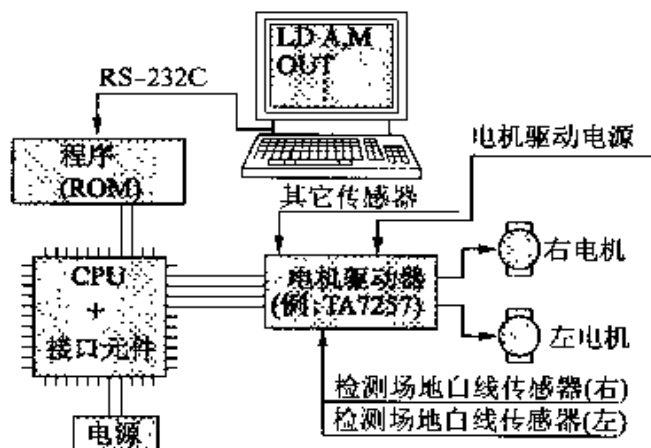 LD A,M
OUT
RS-232C
程序
(ROM)
电机驱动电源
其它传感器
CPU
+
接口元件
电机驱动器
(例:TA7257)
右电机
左电机
检测场地白线传感器(右)
检测场地白线传感器(左)
电源